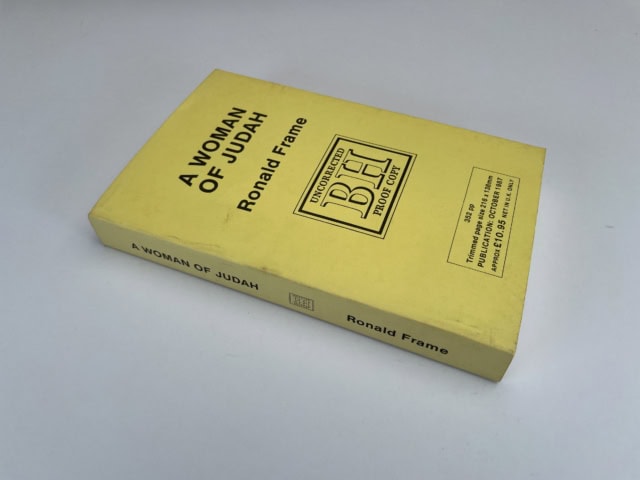 A WOMAN
OF JUDAH
Ronald Frame
UNCORRECTED
BH
PROOF COPY
352 pp
Trimmed page size 216 x 138mm
PUBLICATION: OCTOBER 1987
APPROX £10.95 NET IN U.K. ONLY
A WOMAN OF JUDAH
BH
Ronald Frame